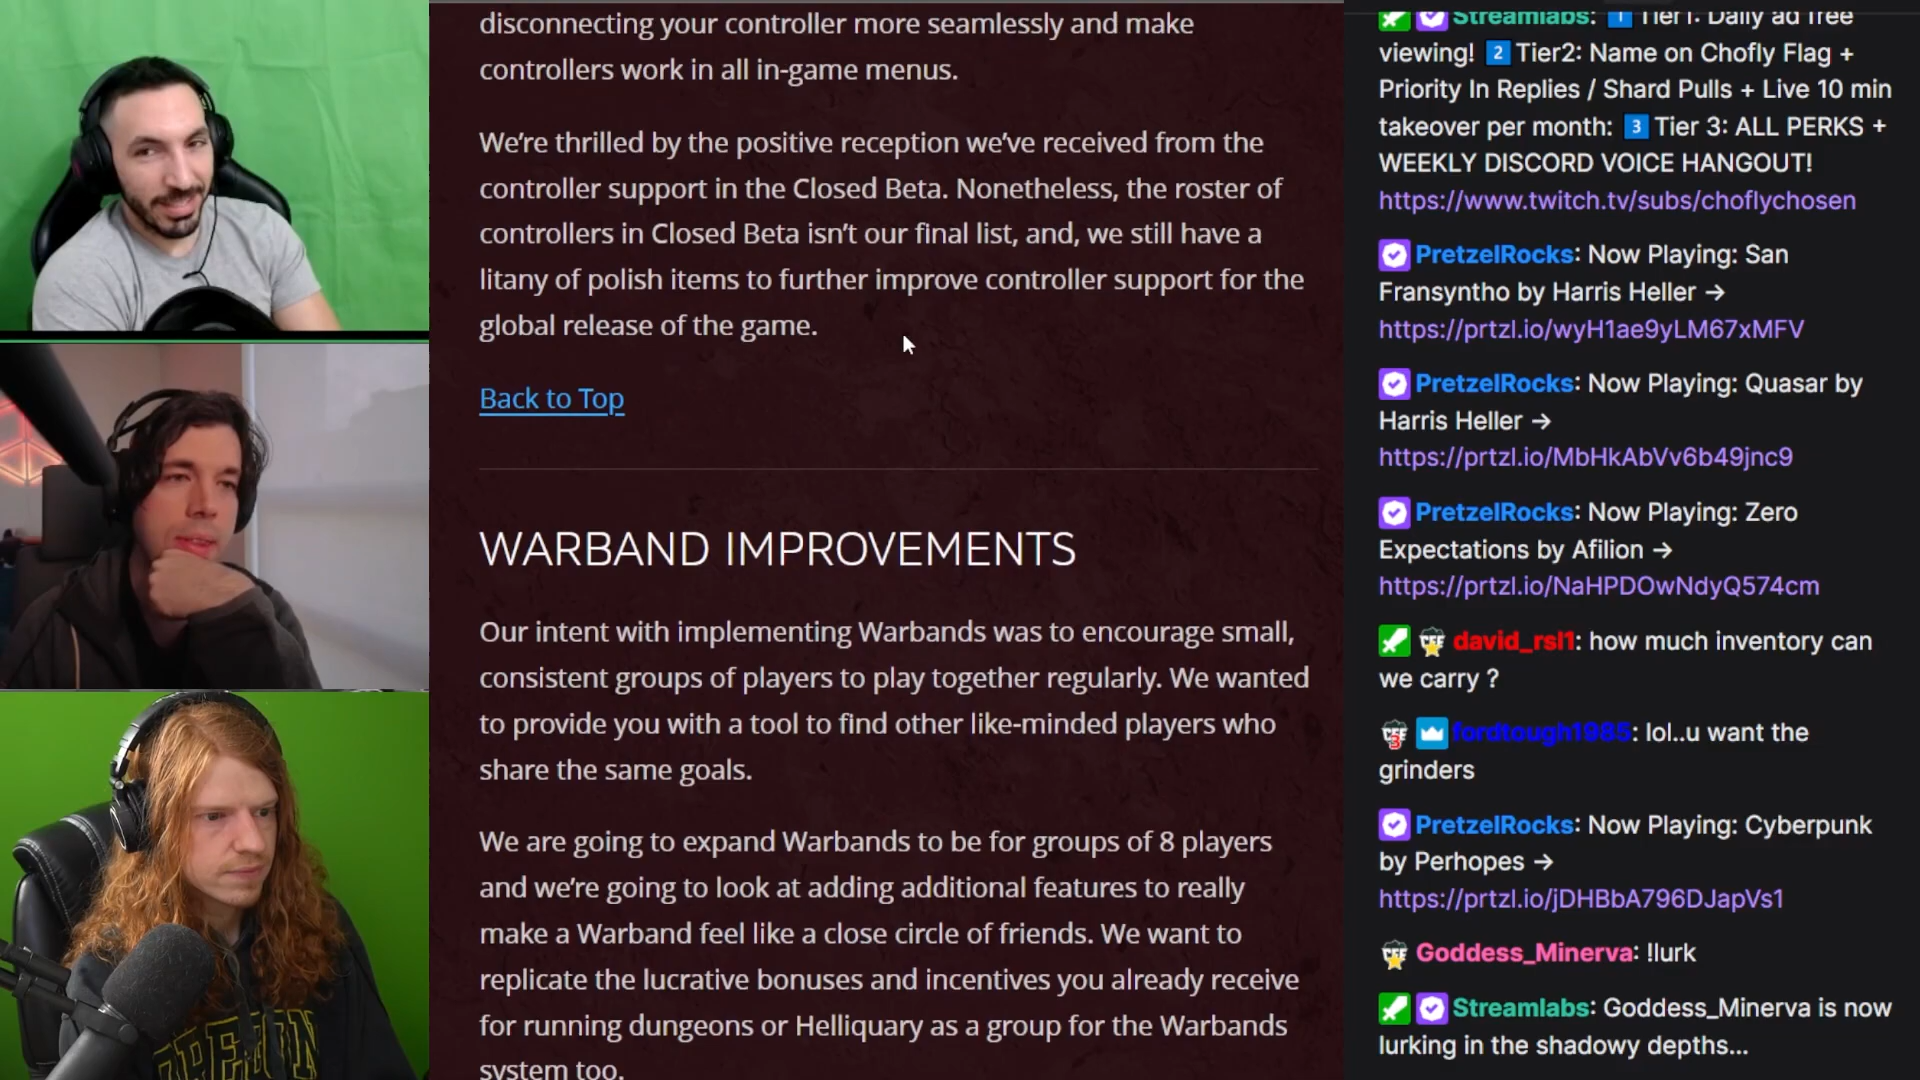 disconnecting your controller more seamlessly and make
controllers work in all in-game menus.
We're thrilled by the positive reception we've received from the
controller support in the Closed Beta. Nonetheless, the roster of
controllers in Closed Beta isn't our final list, and, we still have a
litany of polish items to further improve controller support for the
global release of the game.
Back to Top
WARBAND IMPROVEMENTS
Our intent with implementing Warbands was to encourage small,
consistent groups of players to play together regularly. We wanted
to provide you with a tool to find other like-minded players who
share the same goals.
We are going to expand Warbands to be for groups of 8 players
and we're going to look at adding additional features to really
make a Warband feel like a close circle of friends. We want to
replicate the lucrative bonuses and incentives you already receive
for running dungeons or Helliquary as a group for the Warbands
system too.
Streamlabs: 1 Tier1: Daily ad free
viewing! 2 Tier2: Name on Chofly Flag +
Priority In Replies / Shard Pulls + Live 10 min
takeover per month: 3 Tier 3: ALL PERKS +
WEEKLY DISCORD VOICE HANGOUT!
https://www.twitch.tv/subs/choflychosen
PretzelRocks: Now Playing: San
Fransyntho by Harris Heller →
https://prtzl.io/wyH1ae9yLM67xMFV
PretzelRocks: Now Playing: Quasar by
Harris Heller →
https://prtzl.io/MbHkAbVv6b49jnc9
PretzelRocks: Now Playing: Zero
Expectations by Afilion →
https://prtzl.io/NaHPDOwNdyQ574cm
david_rsl1: how much inventory can
we carry ?
fordtough1985: lol..u want the
grinders
PretzelRocks: Now Playing: Cyberpunk
by Perhopes →
https://prtzl.io/jDHBbA796DJapVs1
Goddess_Minerva: !lurk
Streamlabs: Goddess_Minerva is now
lurking in the shadowy depths...
OREGON